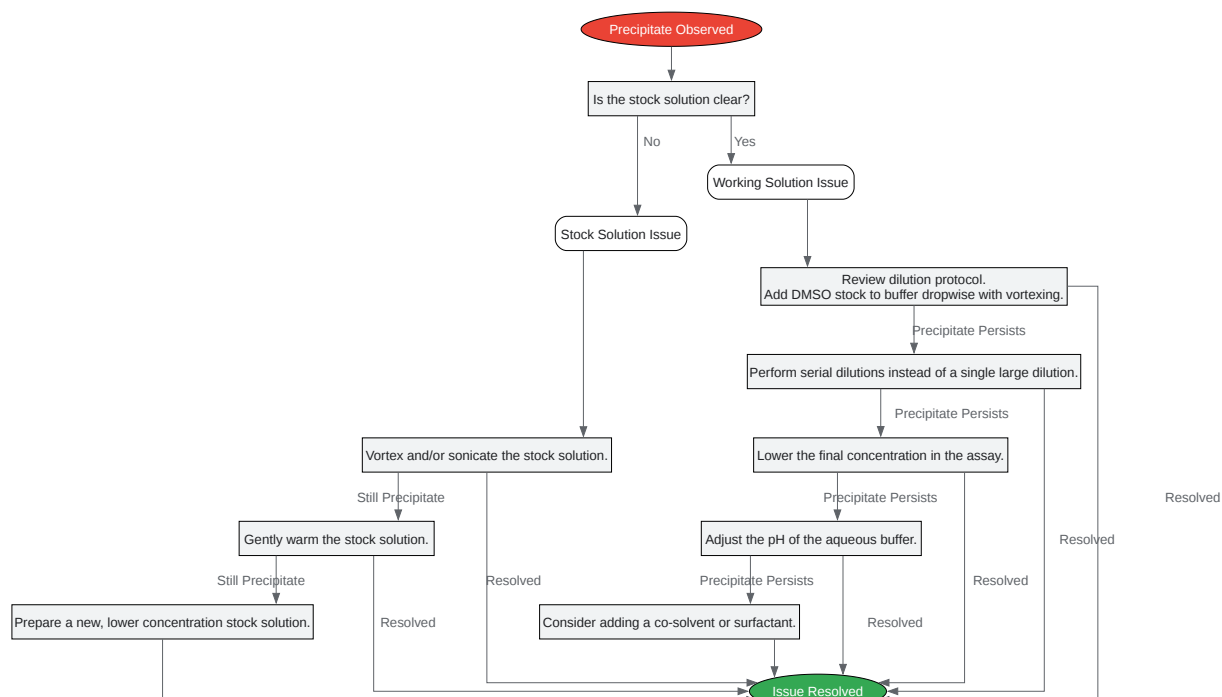 Precipitate Observed
Is the stock solution clear?
No
Yes
Working Solution Issue
Stock Solution Issue
Review dilution protocol.
Add DMSO stock to buffer dropwise with vortexing.
Precipitate Persists
Perform serial dilutions instead of a single large dilution.
Precipitate Persists
Vortex and/or sonicate the stock solution.
Lower the final concentration in the assay.
Still Precipitate
Precipitate Persists
Resolved
Gently warm the stock solution.
Adjust the pH of the aqueous buffer.
Resolved
Still Precipitate
Resolved
Precipitate Persists
Resolved
Prepare a new, lower concentration stock solution.
Resolved
Consider adding a co-solvent or surfactant.
Resolved
Issue Resolved